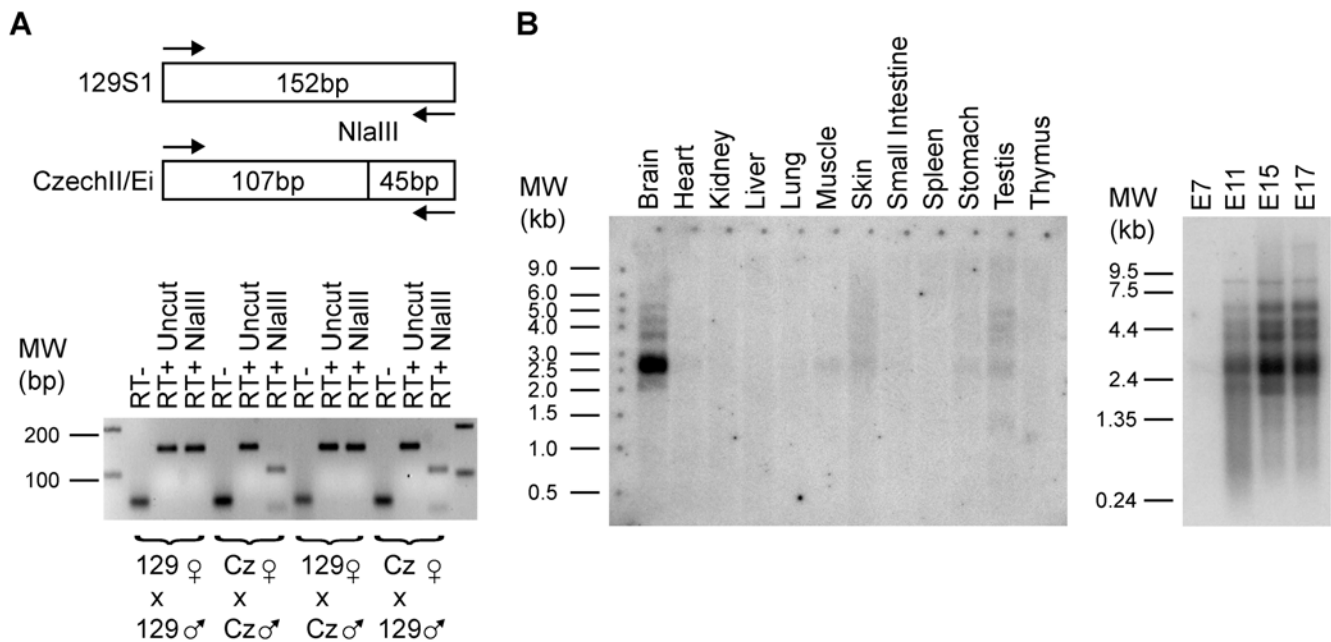 A
129S1
152bp
NlaIII
CzechII/Ei
107bp
45bp
MW
(bp)
RT-
RT+ Uncut
RT+ NlaIII
RT-
RT+ Uncut
RT+ NlaIII
RT-
RT+ Uncut
RT+ NlaIII
RT-
RT+ Uncut
RT+ NlaIII
200
100
129 ♀
x
129 ♂
Cz ♀
x
Cz ♂
129 ♀
x
Cz ♂
Cz ♀
x
129 ♂
B
MW
(kb)
Brain
Heart
Kidney
Liver
Lung
Muscle
Skin
Small Intestine
Spleen
Stomach
Testis
Thymus
9.0
6.0
5.0
4.0
3.0
2.5
2.0
1.5
1.0
0.5
MW
(kb)
E7
E11
E15
E17
9.5
7.5
4.4
2.4
1.35
0.24